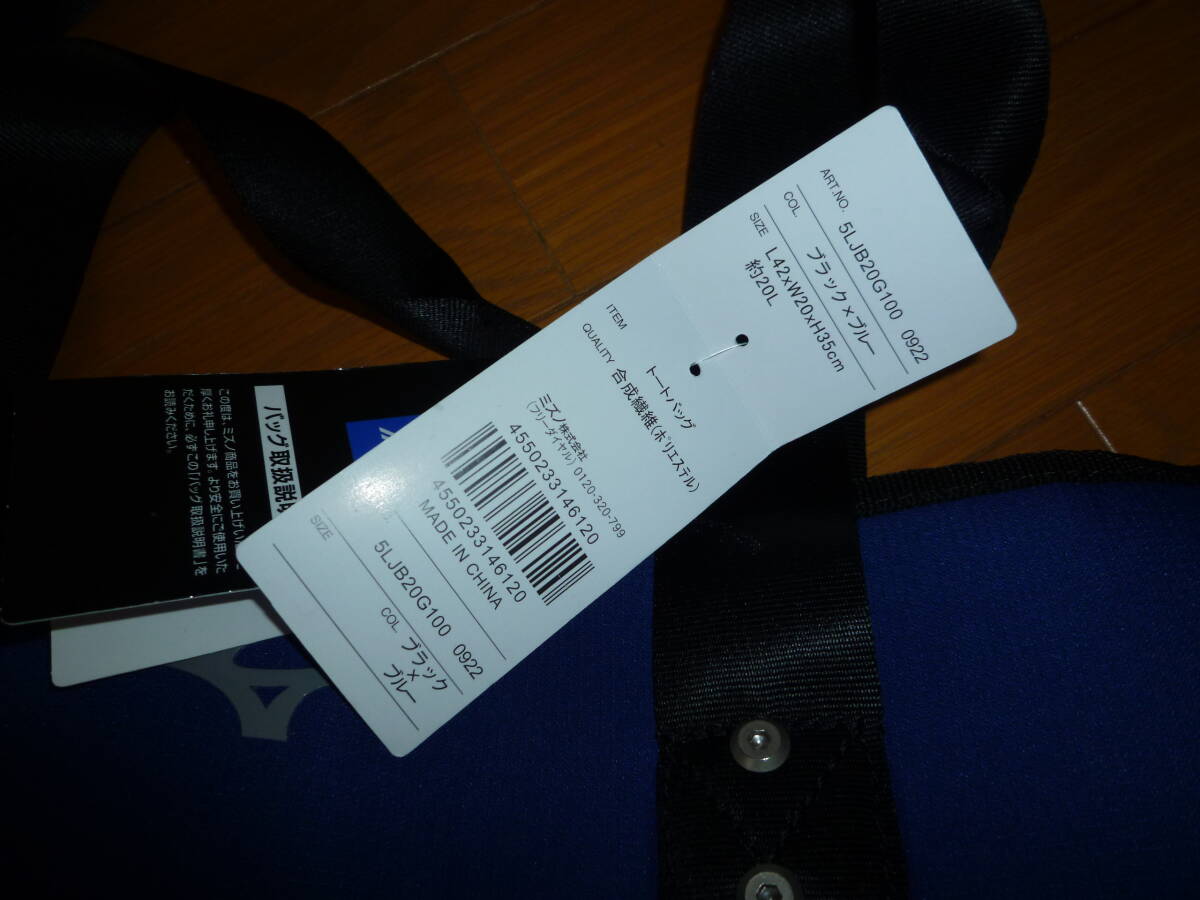 ART.NO. 5LJB20G100 0922
COL. ブラック×ブルー
SIZE L42xW20xH35cm
約20L
ITEM トートバッグ
QUALITY 合成繊維(ポリエステル)
ミズノ株式会社
(フリーダイヤル) 0120-320-799
4550233146120
4550233146120
MADE IN CHINA
5LJB20G100 0922
SIZE
COL. ブラック
×
ブルー
バッグ取扱説明
この度は、ミズノ商品をお買い上げい
厚くお礼申し上げます。より安全にご使用いた
だくために、必ずこの「バッグ取扱説明書」を
お読みください。